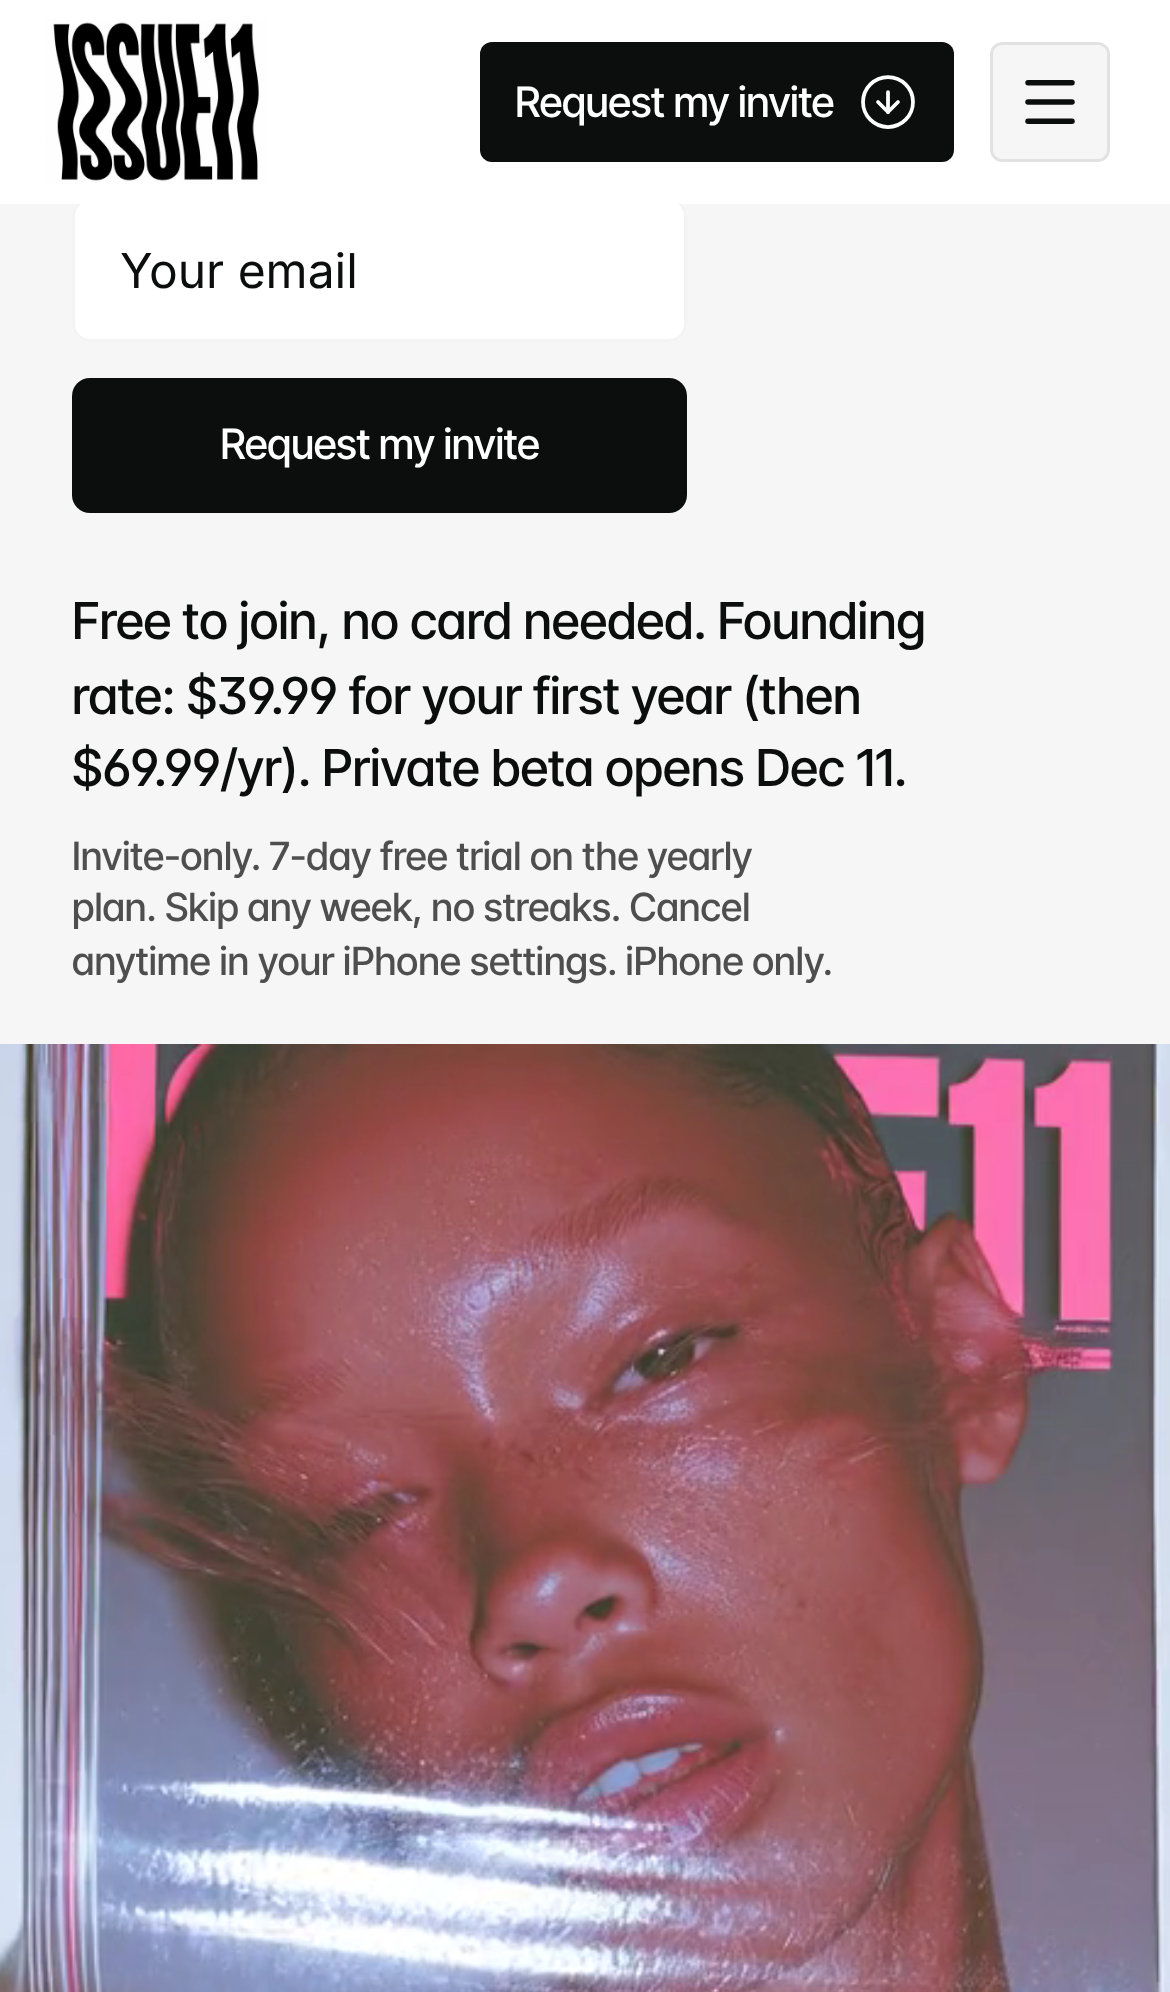 ISSUE11
Request my invite
Your email
Request my invite
Free to join, no card needed. Founding
rate: $39.99 for your first year (then
$69.99/yr). Private beta opens Dec 11.
Invite-only. 7-day free trial on the yearly
plan. Skip any week, no streaks. Cancel
anytime in your iPhone settings. iPhone only.
E11